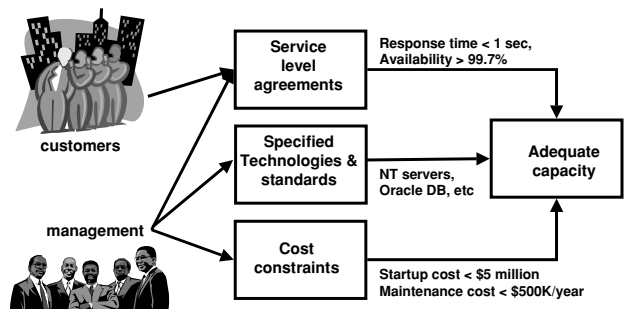 Service
level
agreements
Response time < 1 sec,
Availability > 99.7%
customers
Specified
Technologies &
standards
NT servers,
Oracle DB, etc
Adequate
capacity
management
Cost
constraints
Startup cost < $5 million
Maintenance cost < $500K/year